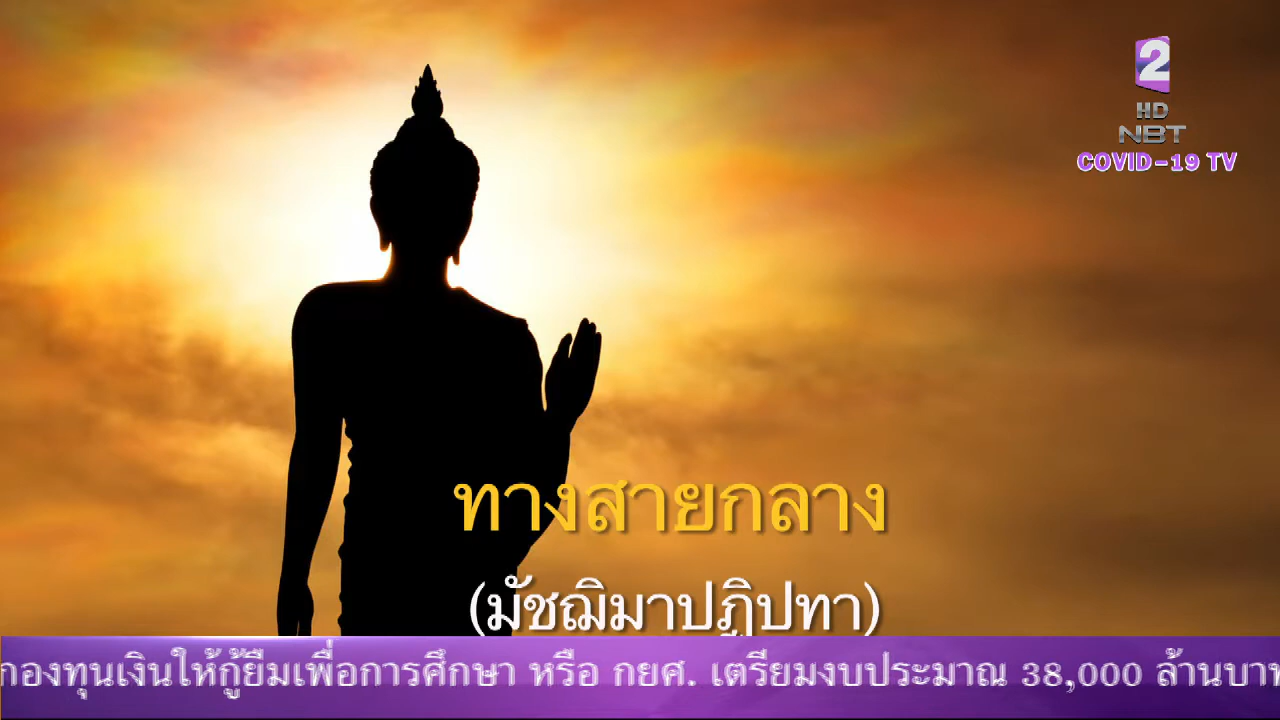 2
HD
NBT
COVID-19 TV
ทางสายกลาง
(มัชฌิมาปฏิปทา)
กองทุนเงินให้กู้ยืมเพื่อการศึกษา หรือ กยศ. เตรียมงบประมาณ 38,000 ล้านบาท